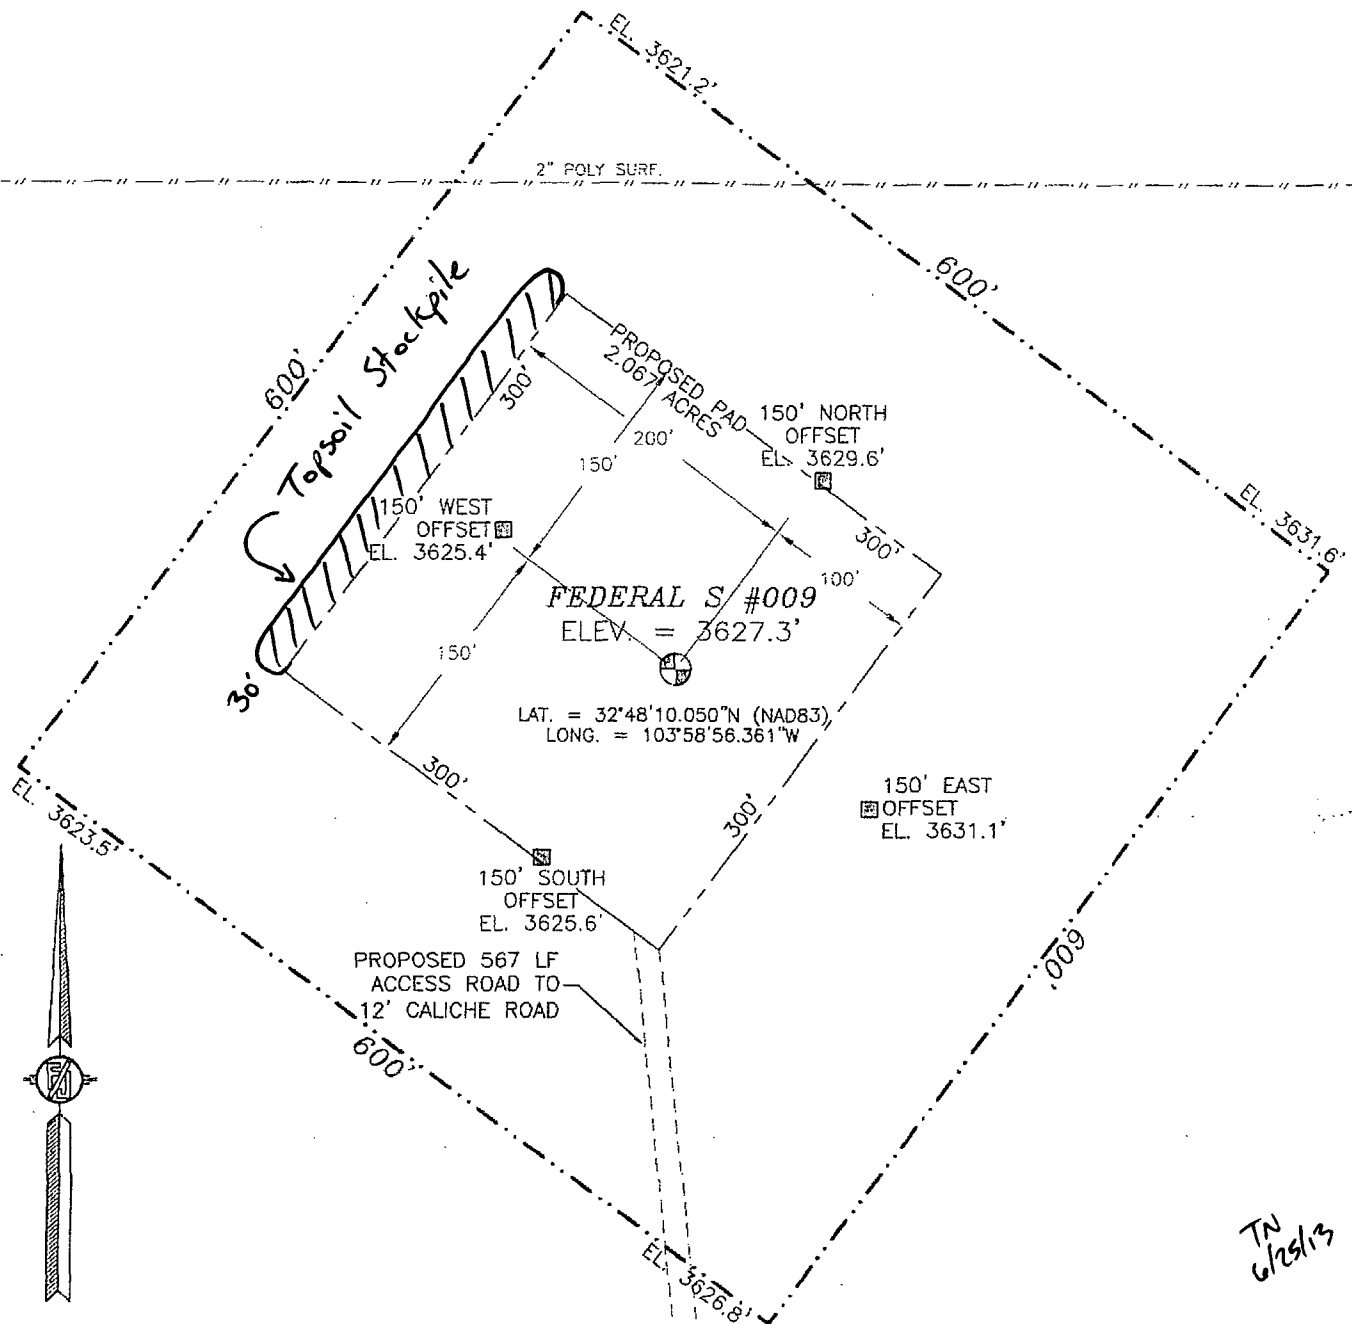 EL. 3621.2'
2" POLY SURF.
600'
600'
Topsoil Stockpile
PROPOSED PAD
2.067 ACRES
300'
200'
150'
150' NORTH
OFFSET
EL. 3629.6'
EL. 3631.6'
150' WEST
OFFSET
EL. 3625.4'
300'
100'
FEDERAL S #009
ELEV. = 3627.3'
150'
30'
LAT. = 32°48'10.050"N (NAD83)
LONG. = 103°58'56.361"W
300'
300'
150' EAST
OFFSET
EL. 3631.1'
EL. 3623.5'
150' SOUTH
OFFSET
EL. 3625.6'
600'
PROPOSED 567 LF
ACCESS ROAD TO
12' CALICHE ROAD
600'
EL. 3626.8'
TN
6/25/13